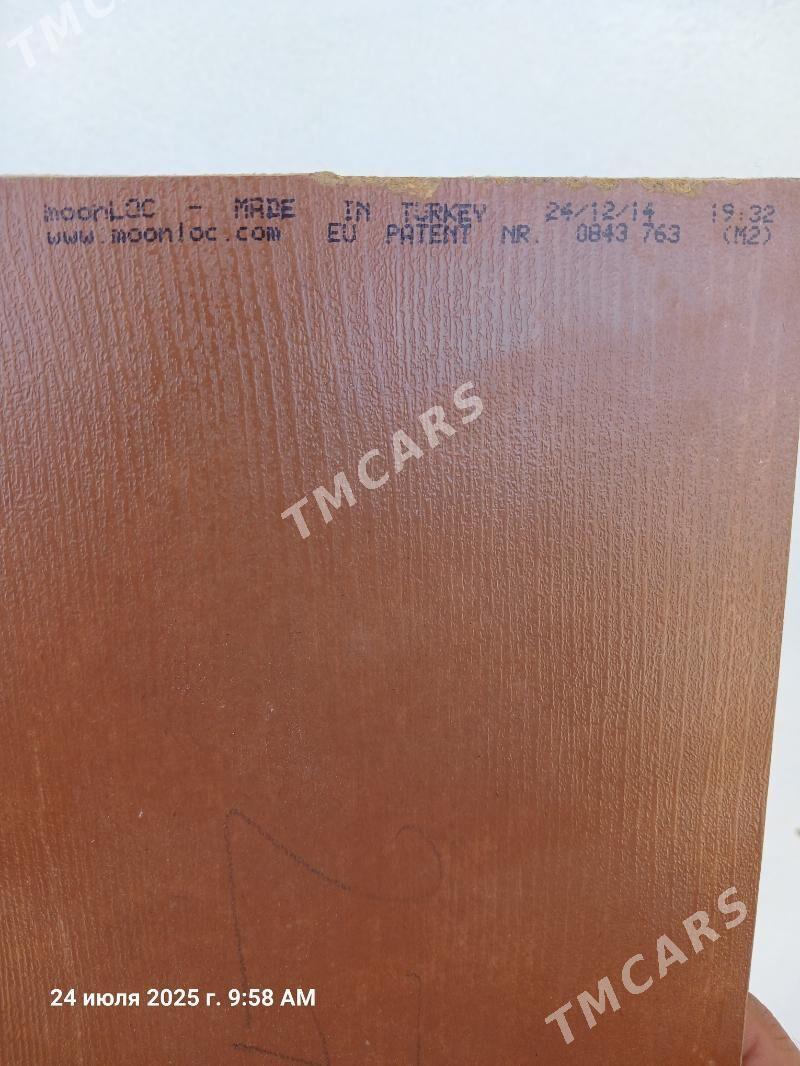 TMCARS
moonLOC - MADE IN TURKEY 24/12/14 19:32
www.moonloc.com EU PATENT NR. 0843 763 (M2)
TMCARS
TMCARS
24 июля 2025 г. 9:58 AM